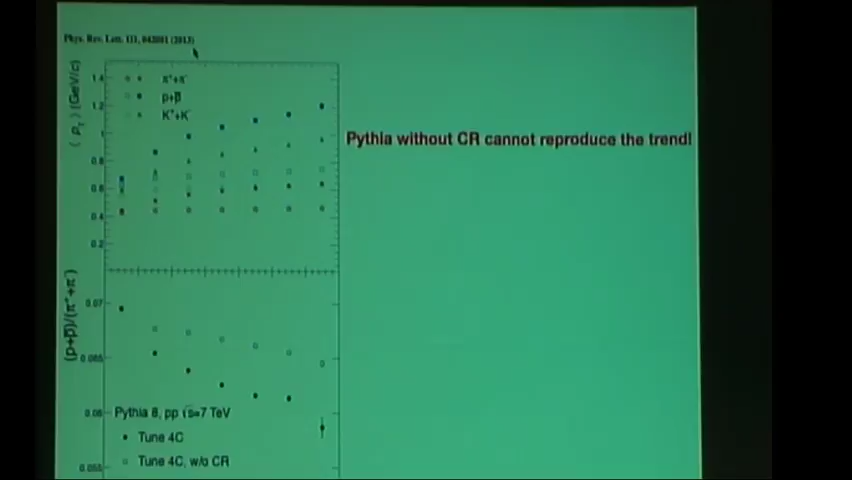 Phys. Rev. Lett. 111, 042001 (2013)
⟨ p_T ⟩ (GeV/c)
1.4
1.2
1
0.8
0.6
0.4
0.2
π⁺+π⁻
p+p̅
K⁺+K⁻
Pythia without CR cannot reproduce the trend!
(p+p̅)/(π⁺+π⁻)
0.07
0.065
0.06
0.055
Pythia 8, pp √s=7 TeV
Tune 4C
Tune 4C, w/o CR